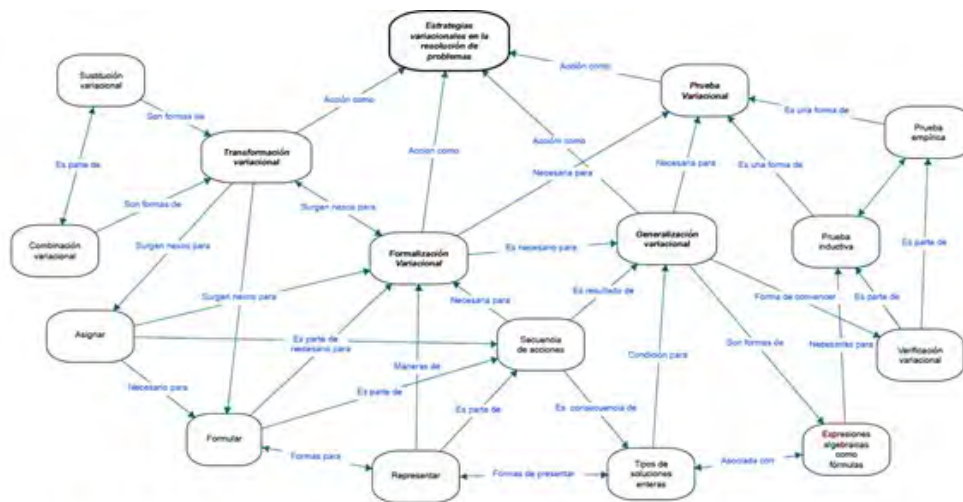 Estrategias
variacionales en la
resolución de
problemas
Sustitución
variacional
Acción como
Prueba
Variacional
Son formas de
Acción como
Es una forma de
Prueba
empírica
Transformación
variacional
Accion como
Acción como
Necesaria para
Es una forma de
Es parte de
Necesaria para
Son formas de
Surgen nexos para
Combinación
variacional
Surgen nexos para
Formalización
Variacional
Es necesario para
Generalización
variacional
Prueba
inductiva
Es parte de
Surgen nexos para
Necesaria para
Es resultado de
Forma de convencer
Es parte de
Asignar
Es parte de
necesario para
Secuencia
de acciones
Condición para
Son formas de
Necesarias para
Verificación
variacional
Necesario para
Maneras de
Es parte de
Es parte de
Es consecuencia de
Formular
Formas para
Representar
Formas de presentar
Tipos de
soluciones
enteras
Asociada con
Expresiones
algebraicas
como
fórmulas